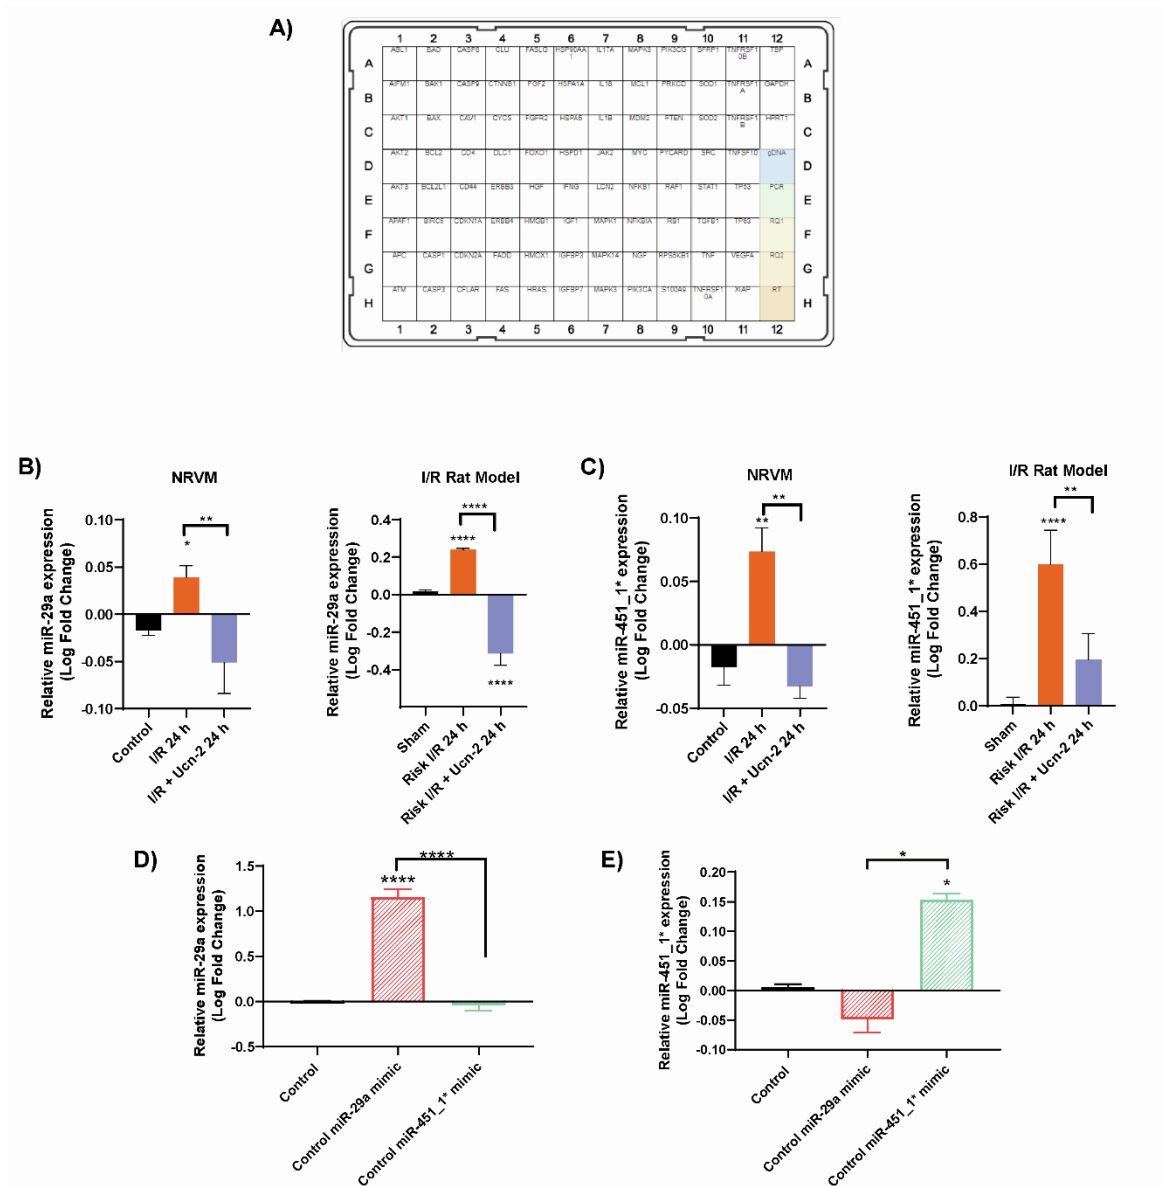 A)
1 2 3 4 5 6 7 8 9 10 11 12
A ABL1 BAD CASP8 CLU FASLG HSP90AA1 IL17A MAPK8 PIK3CG SFRP1 TNFRSF10B TBP A
B AIFM1 BAK1 CASP9 CTNNB1 FGF2 HSPA1A IL18 MCL1 PRKCD SOD1 TNFRSF1A GAPDH B
C AKT1 BAX CAV1 CYCS FGFR2 HSPA5 IL1B MDM2 PTEN SOD2 TNFRSF1B HPRT1 C
D AKT2 BCL2 CD4 DLC1 FOXO1 HSPD1 JAK2 MYC PYCARD SRC TNFSF10 gDNA D
E AKT3 BCL2L1 CD44 ERBB3 HGF IFNG LCN2 NFKB1 RAF1 STAT1 TP53 PCR E
F APAF1 BIRC5 CDKN1A ERBB4 HMGB1 IGF1 MAPK1 NFKBIA RB1 TGFB1 TP63 RQ1 F
G APC CASP1 CDKN2A FADD HMOX1 IGFBP3 MAPK14 NGF RPS6KB1 TNF VEGFA RQ2 G
H ATM CASP3 CFLAR FAS HRAS IGFBP7 MAPK3 PIK3CA S100A9 TNFRSF10A XIAP RT H
1 2 3 4 5 6 7 8 9 10 11 12
B)
NRVM
Relative miR-29a expression
(Log Fold Change)
0.10
0.05
0.00
-0.05
-0.10
*
**
Control
I/R 24 h
I/R + Ucn-2 24 h
I/R Rat Model
Relative miR-29a expression
(Log Fold Change)
0.4
0.2
0.0
-0.2
-0.4
****
****
****
Sham
Risk I/R 24 h
Risk I/R + Ucn-2 24 h
C)
NRVM
Relative miR-451_1* expression
(Log Fold Change)
0.10
0.05
0.00
-0.05
**
**
Control
I/R 24 h
I/R + Ucn-2 24 h
I/R Rat Model
Relative miR-451_1* expression
(Log Fold Change)
0.8
0.6
0.4
0.2
0.0
**
****
Sham
Risk I/R 24 h
Risk I/R + Ucn-2 24 h
D)
Relative miR-29a expression
(Log Fold Change)
1.5
1.0
0.5
0.0
-0.5
****
****
Control
Control miR-29a mimic
Control miR-451_1* mimic
E)
Relative miR-451_1* expression
(Log Fold Change)
0.20
0.15
0.10
0.05
0.00
-0.05
-0.10
*
*
Control
Control miR-29a mimic
Control miR-451_1* mimic